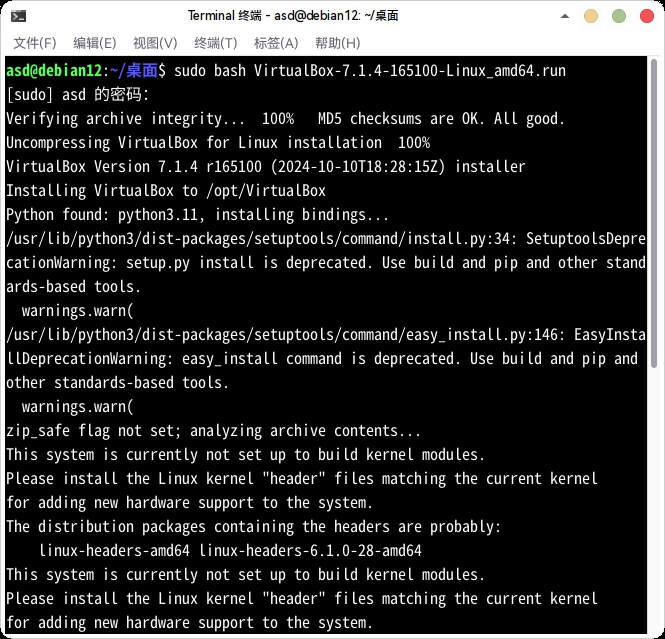 Terminal 终端 - asd@debian12: ~/桌面
文件(F) 编辑(E) 视图(V) 终端(T) 标签(A) 帮助(H)
asd@debian12:~/桌面$ sudo bash VirtualBox-7.1.4-165100-Linux_amd64.run
[sudo] asd 的密码：
Verifying archive integrity...  100%   MD5 checksums are OK. All good.
Uncompressing VirtualBox for Linux installation  100%
VirtualBox Version 7.1.4 r165100 (2024-10-10T18:28:15Z) installer
Installing VirtualBox to /opt/VirtualBox
Python found: python3.11, installing bindings...
/usr/lib/python3/dist-packages/setuptools/command/install.py:34: SetuptoolsDepre
cationWarning: setup.py install is deprecated. Use build and pip and other stand
ards-based tools.
  warnings.warn(
/usr/lib/python3/dist-packages/setuptools/command/easy_install.py:146: EasyInsta
llDeprecationWarning: easy_install command is deprecated. Use build and pip and
other standards-based tools.
  warnings.warn(
zip_safe flag not set; analyzing archive contents...
This system is currently not set up to build kernel modules.
Please install the Linux kernel "header" files matching the current kernel
for adding new hardware support to the system.
The distribution packages containing the headers are probably:
    linux-headers-amd64 linux-headers-6.1.0-28-amd64
This system is currently not set up to build kernel modules.
Please install the Linux kernel "header" files matching the current kernel
for adding new hardware support to the system.